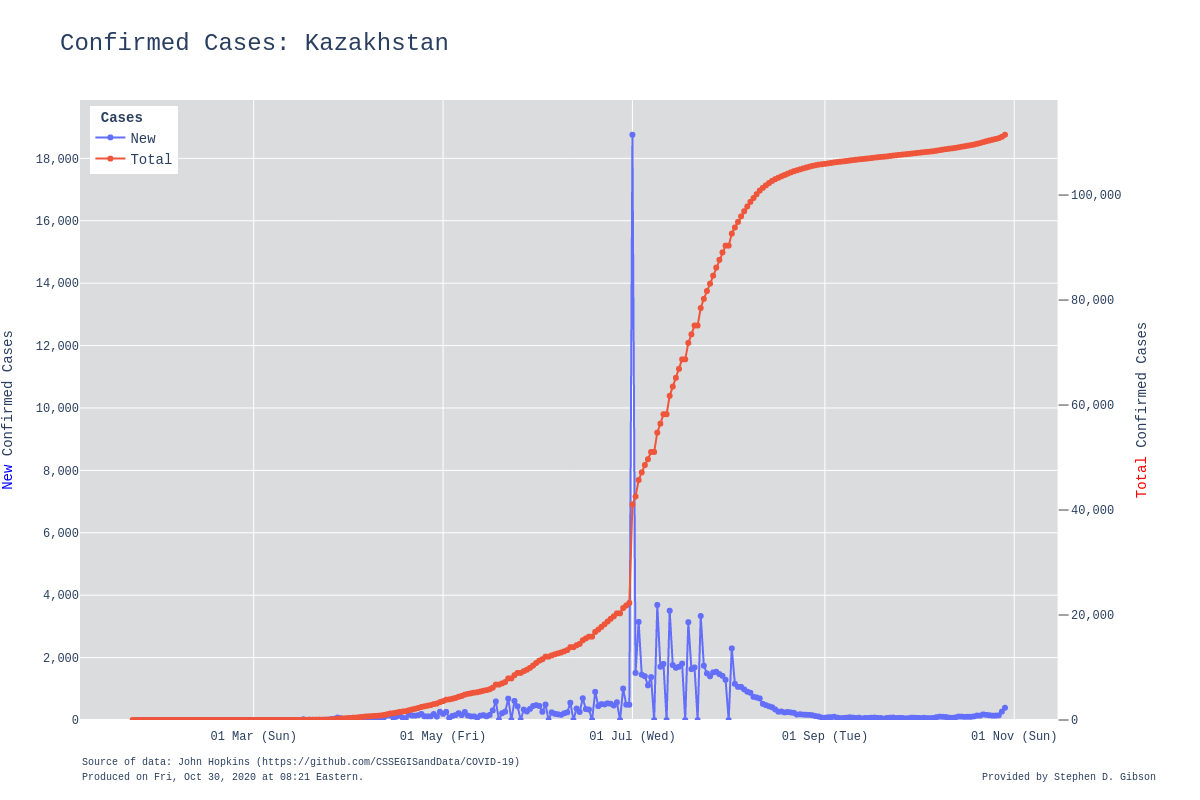 Confirmed Cases: Kazakhstan
Cases
New
Total
18,000
16,000
14,000
12,000
10,000
8,000
6,000
4,000
2,000
0
New Confirmed Cases
100,000
80,000
60,000
40,000
20,000
0
Total Confirmed Cases
01 Mar (Sun)
01 May (Fri)
01 Jul (Wed)
01 Sep (Tue)
01 Nov (Sun)
Source of data: John Hopkins (https://github.com/CSSEGISandData/COVID-19)
Produced on Fri, Oct 30, 2020 at 08:21 Eastern.
Provided by Stephen D. Gibson